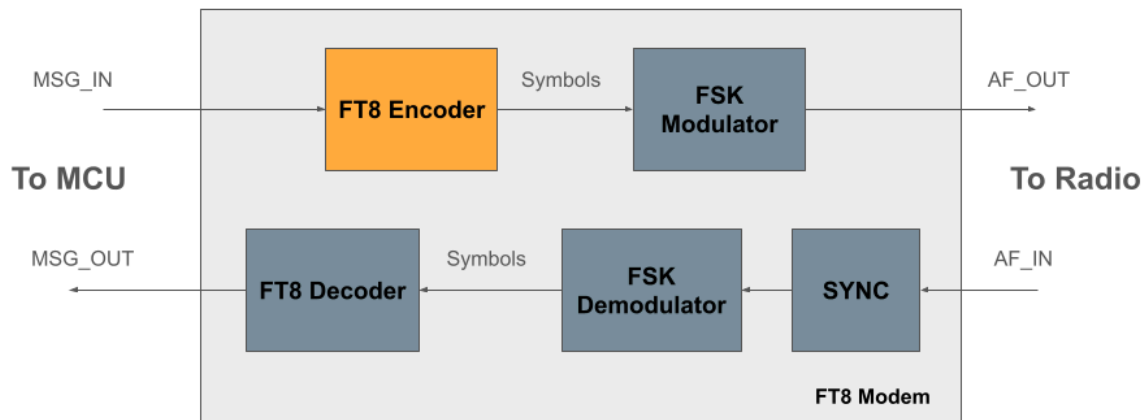 MSG_IN
FT8 Encoder
Symbols
FSK
Modulator
AF_OUT
To MCU
To Radio
MSG_OUT
FT8 Decoder
Symbols
FSK
Demodulator
SYNC
AF_IN
FT8 Modem